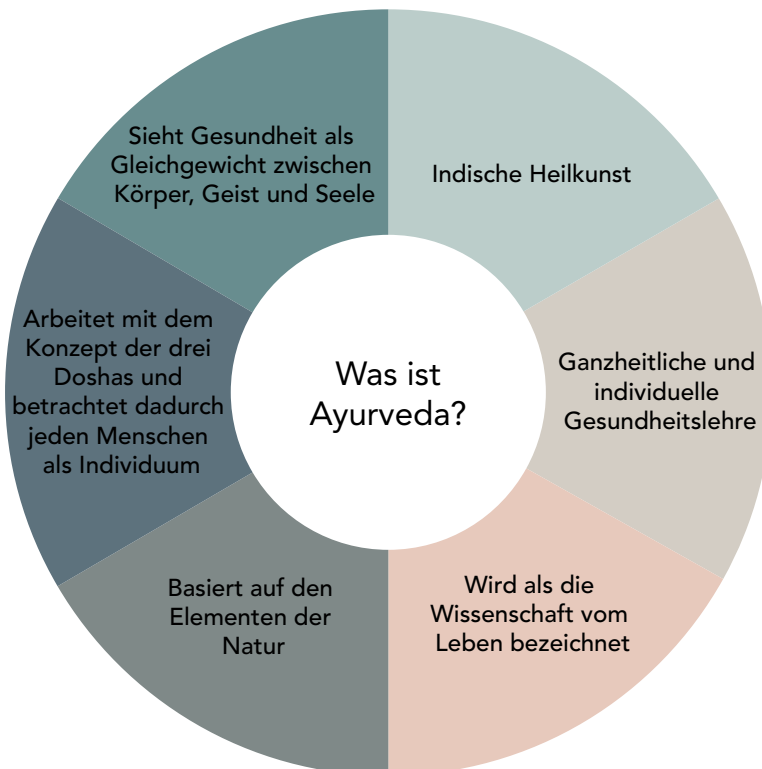 Was ist
Ayurveda?
Indische Heilkunst
Ganzheitliche und
individuelle
Gesundheitslehre
Wird als die
Wissenschaft vom
Leben bezeichnet
Basiert auf den
Elementen der
Natur
Arbeitet mit dem
Konzept der drei
Doshas und
betrachtet dadurch
jeden Menschen
als Individuum
Sieht Gesundheit als
Gleichgewicht zwischen
Körper, Geist und Seele